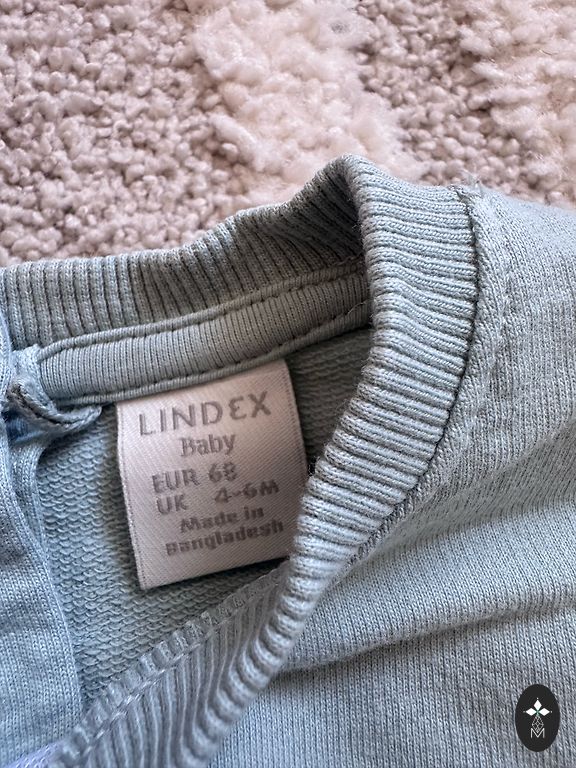 LINDEX
Baby
EUR 68
UK 4-6M
Made in
Bangladesh
M